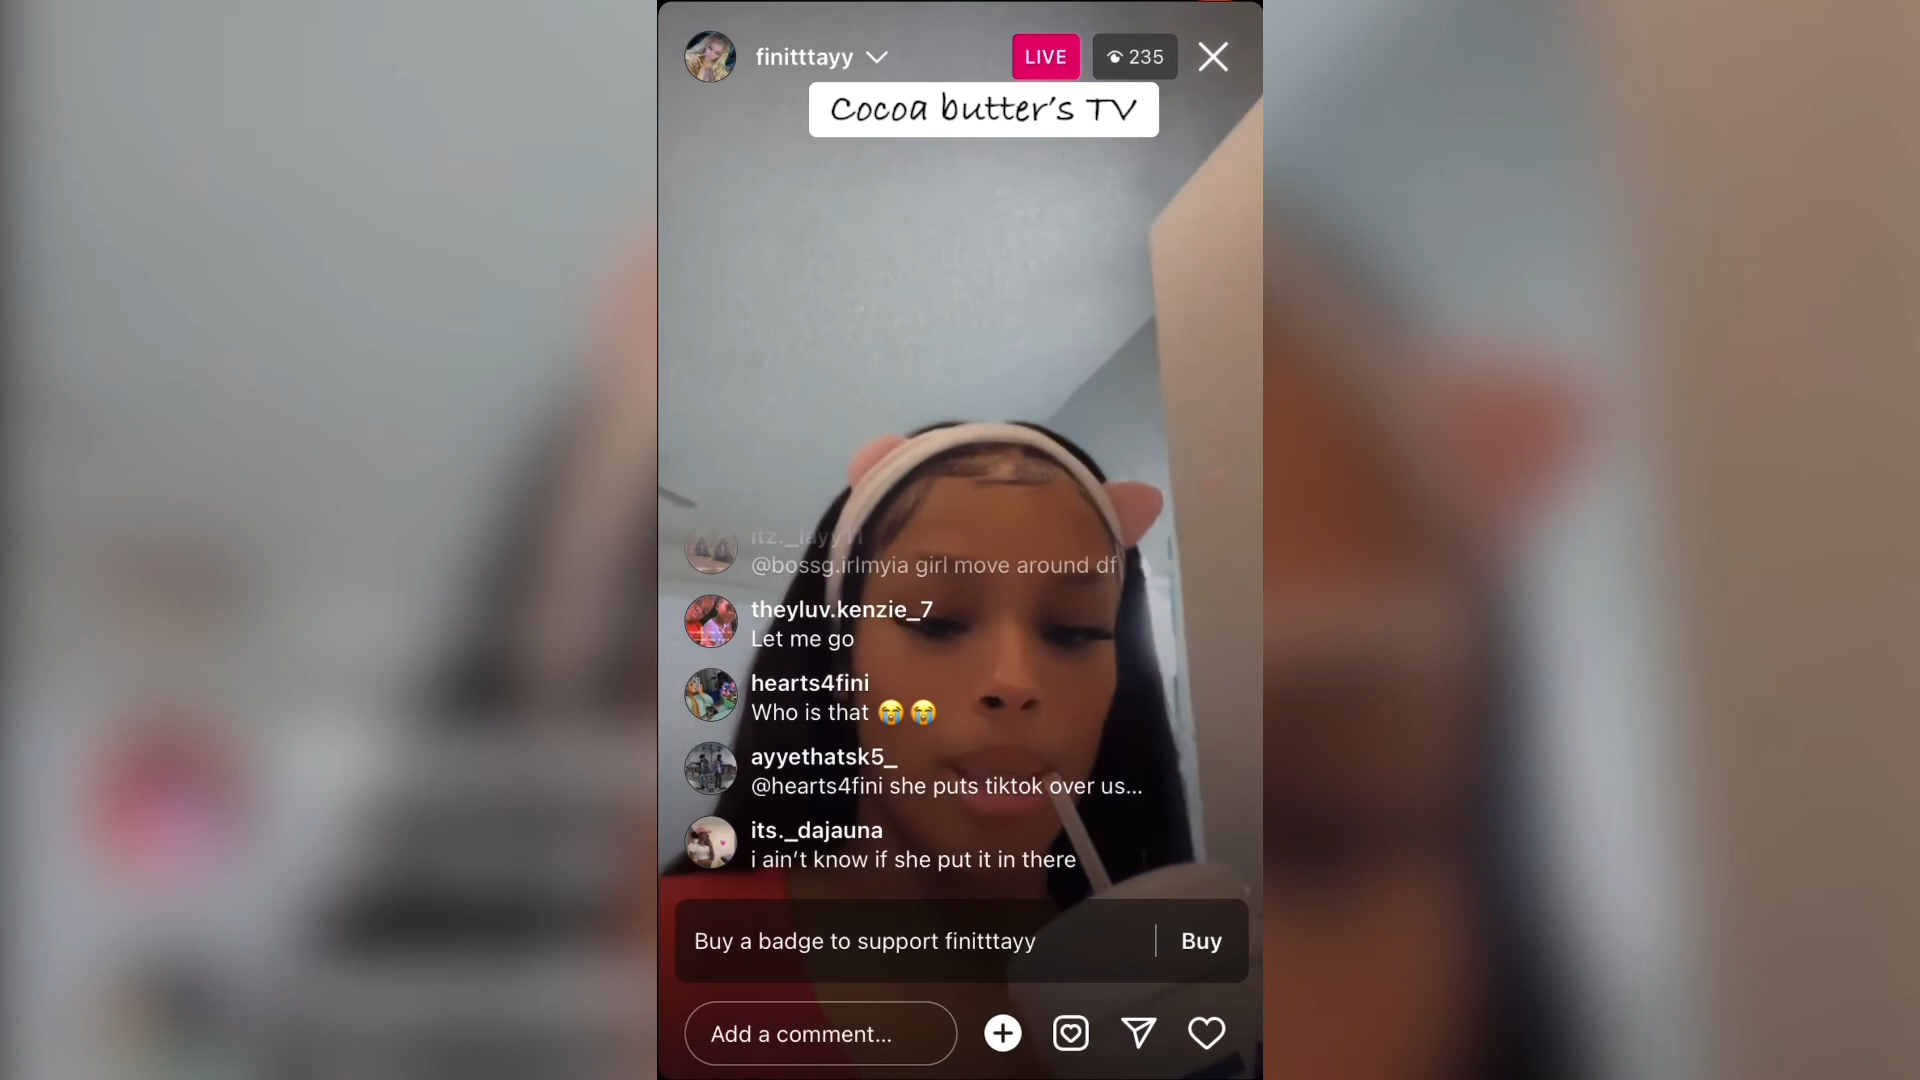 finitttayy
LIVE
235
Cocoa butter's TV
@bossg.irlmyia girl move around df
theyluv.kenzie_7
Let me go
hearts4fini
Who is that 😭😭
ayyethatsk5_
@hearts4fini she puts tiktok over us...
its._dajauna
i ain't know if she put it in there
Buy a badge to support finitttayy
Buy
Add a comment...